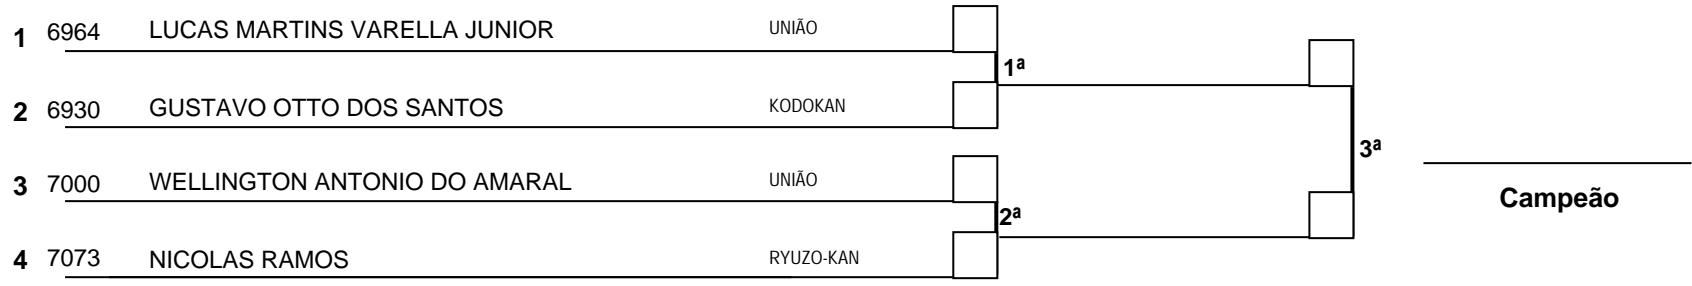 1 6964 LUCAS MARTINS VARELLA JUNIOR UNIÃO
1ª
2 6930 GUSTAVO OTTO DOS SANTOS KODOKAN
3ª
3 7000 WELLINGTON ANTONIO DO AMARAL UNIÃO
Campeão
2ª
4 7073 NICOLAS RAMOS RYUZO-KAN